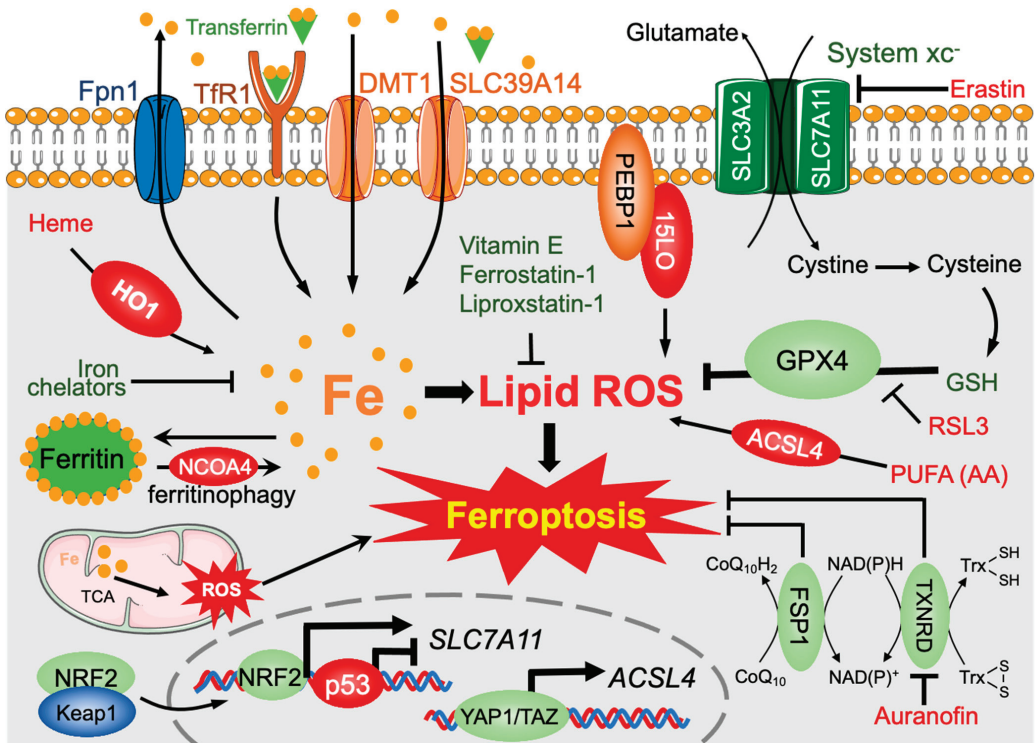 Transferrin
Glutamate
System xc-
Fpn1
TfR1
DMT1
SLC39A14
Erastin
SLC3A2
SLC7A11
PEBP1
15LO
Heme
HO1
Vitamin E
Ferrostatin-1
Liproxstatin-1
Cystine
Cysteine
Iron
chelators
Fe
Lipid ROS
GPX4
GSH
RSL3
ACSL4
PUFA (AA)
Ferritin
NCOA4
ferritinophagy
Ferroptosis
Fe
TCA
ROS
CoQ10H2
NAD(P)H
Trx
SH
SH
FSP1
TXNRD
CoQ10
NAD(P)+
Trx
S
S
Auranofin
NRF2
Keap1
NRF2
p53
SLC7A11
YAP1/TAZ
ACSL4